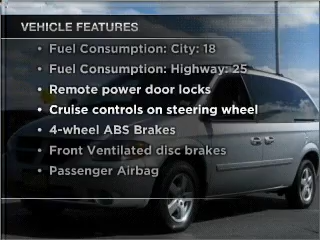 VEHICLE FEATURES
• Fuel Consumption: City: 18
• Fuel Consumption: Highway: 25
• Remote power door locks
• Cruise controls on steering wheel
• 4-wheel ABS Brakes
• Front Ventilated disc brakes
• Passenger Airbag